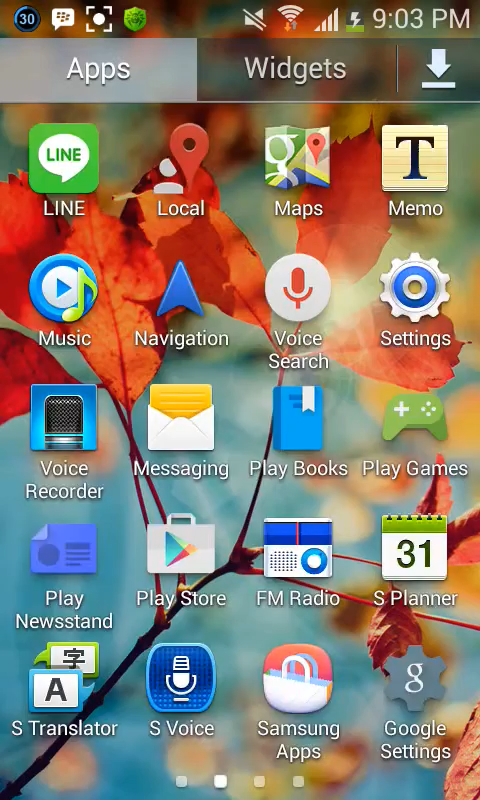 30
9:03 PM
Apps
Widgets
LINE
g
T
LINE
Local
Maps
Memo
Music
Navigation
Voice
Search
Settings
Voice
Recorder
Messaging
Play Books
Play Games
31
Play
Newsstand
Play Store
FM Radio
S Planner
字
A
g
S Translator
S Voice
Samsung
Apps
Google
Settings